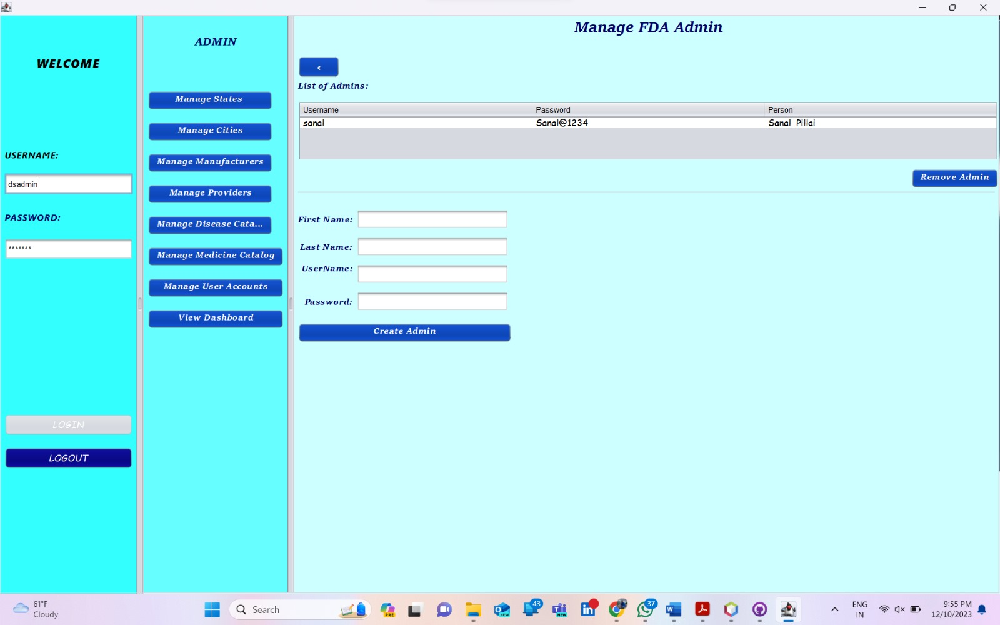 Manage FDA Admin
WELCOME
USERNAME:
dsadmin
PASSWORD:
*******
LOGIN
LOGOUT
ADMIN
Manage States
Manage Cities
Manage Manufacturers
Manage Providers
Manage Disease Cata...
Manage Medicine Catalog
Manage User Accounts
View Dashboard
<
List of Admins:
Username Password Person
sanal Sanal@1234 Sanal Pillai
Remove Admin
First Name:
Last Name:
UserName:
Password:
Create Admin
61°F
Cloudy
Search
PRE
NEW
43
NEW
37
ENG
IN
9:55 PM
12/10/2023